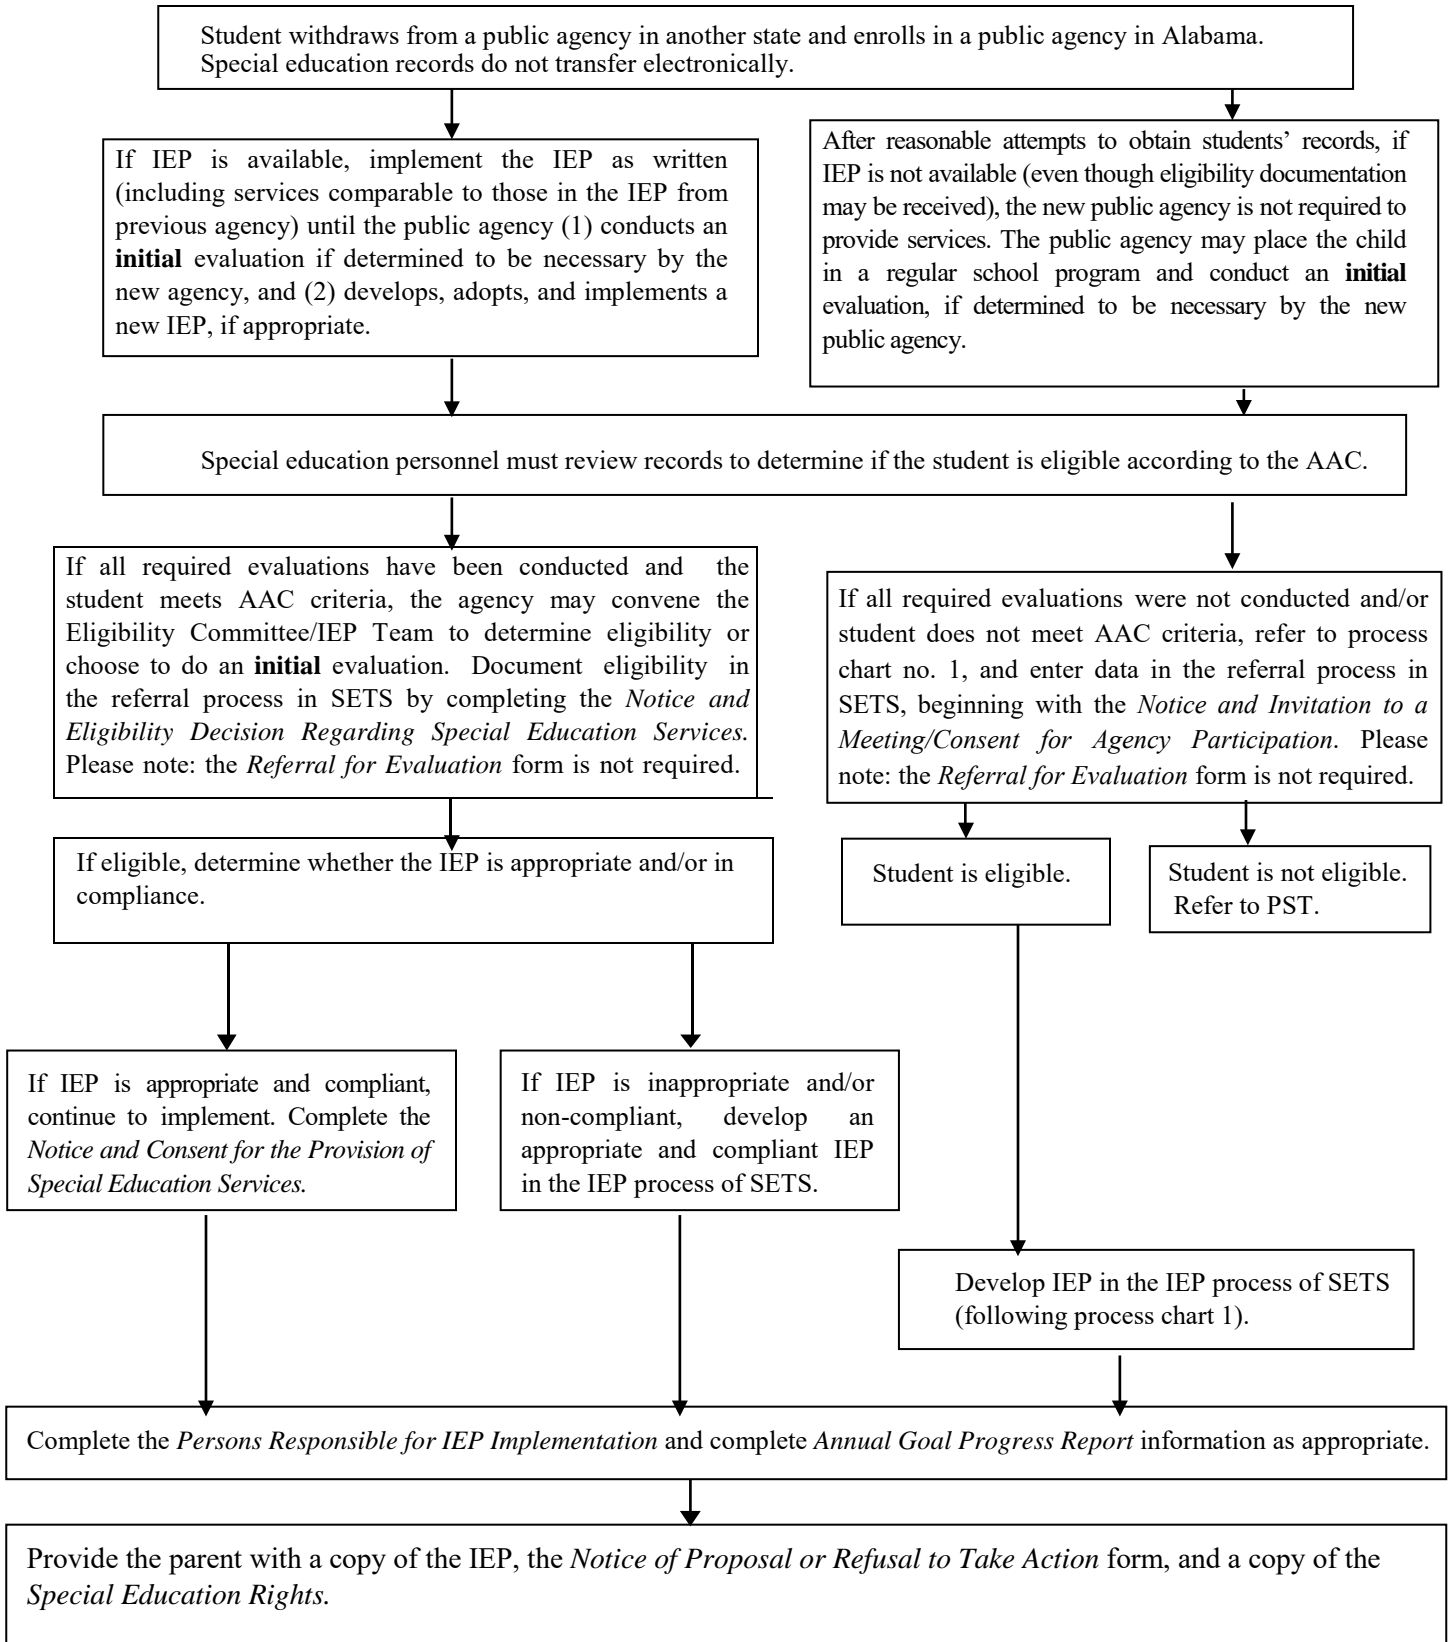 Student withdraws from a public agency in another state and enrolls in a public agency in Alabama.
Special education records do not transfer electronically.
If IEP is available, implement the IEP as written
(including services comparable to those in the IEP from
previous agency) until the public agency (1) conducts an
initial evaluation if determined to be necessary by the
new agency, and (2) develops, adopts, and implements a
new IEP, if appropriate.
After reasonable attempts to obtain students’ records, if
IEP is not available (even though eligibility documentation
may be received), the new public agency is not required to
provide services. The public agency may place the child
in a regular school program and conduct an initial
evaluation, if determined to be necessary by the new
public agency.
Special education personnel must review records to determine if the student is eligible according to the AAC.
If all required evaluations have been conducted and the
student meets AAC criteria, the agency may convene the
Eligibility Committee/IEP Team to determine eligibility or
choose to do an initial evaluation. Document eligibility in
the referral process in SETS by completing the Notice and
Eligibility Decision Regarding Special Education Services.
Please note: the Referral for Evaluation form is not required.
If all required evaluations were not conducted and/or
student does not meet AAC criteria, refer to process
chart no. 1, and enter data in the referral process in
SETS, beginning with the Notice and Invitation to a
Meeting/Consent for Agency Participation. Please
note: the Referral for Evaluation form is not required.
If eligible, determine whether the IEP is appropriate and/or in
compliance.
Student is eligible.
Student is not eligible.
Refer to PST.
If IEP is appropriate and compliant,
continue to implement. Complete the
Notice and Consent for the Provision of
Special Education Services.
If IEP is inappropriate and/or
non-compliant, develop an
appropriate and compliant IEP
in the IEP process of SETS.
Develop IEP in the IEP process of SETS
(following process chart 1).
Complete the Persons Responsible for IEP Implementation and complete Annual Goal Progress Report information as appropriate.
Provide the parent with a copy of the IEP, the Notice of Proposal or Refusal to Take Action form, and a copy of the
Special Education Rights.